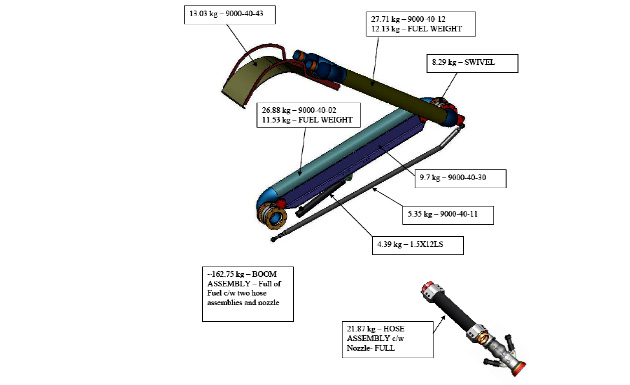 13.03 kg – 9000-40-43
27.71 kg – 9000-40-12
12.13 kg – FUEL WEIGHT
8.29 kg – SWIVEL
26.88 kg – 9000-40-02
11.53 kg – FUEL WEIGHT
9.7 kg – 9000-40-30
5.35 kg – 9000-40-11
4.39 kg – 1.5X12LS
~162.75 kg – BOOM
ASSEMBLY – Full of
Fuel c/w two hose
assemblies and nozzle
21.87 kg – HOSE
ASSEMBLY c/w
Nozzle- FULL